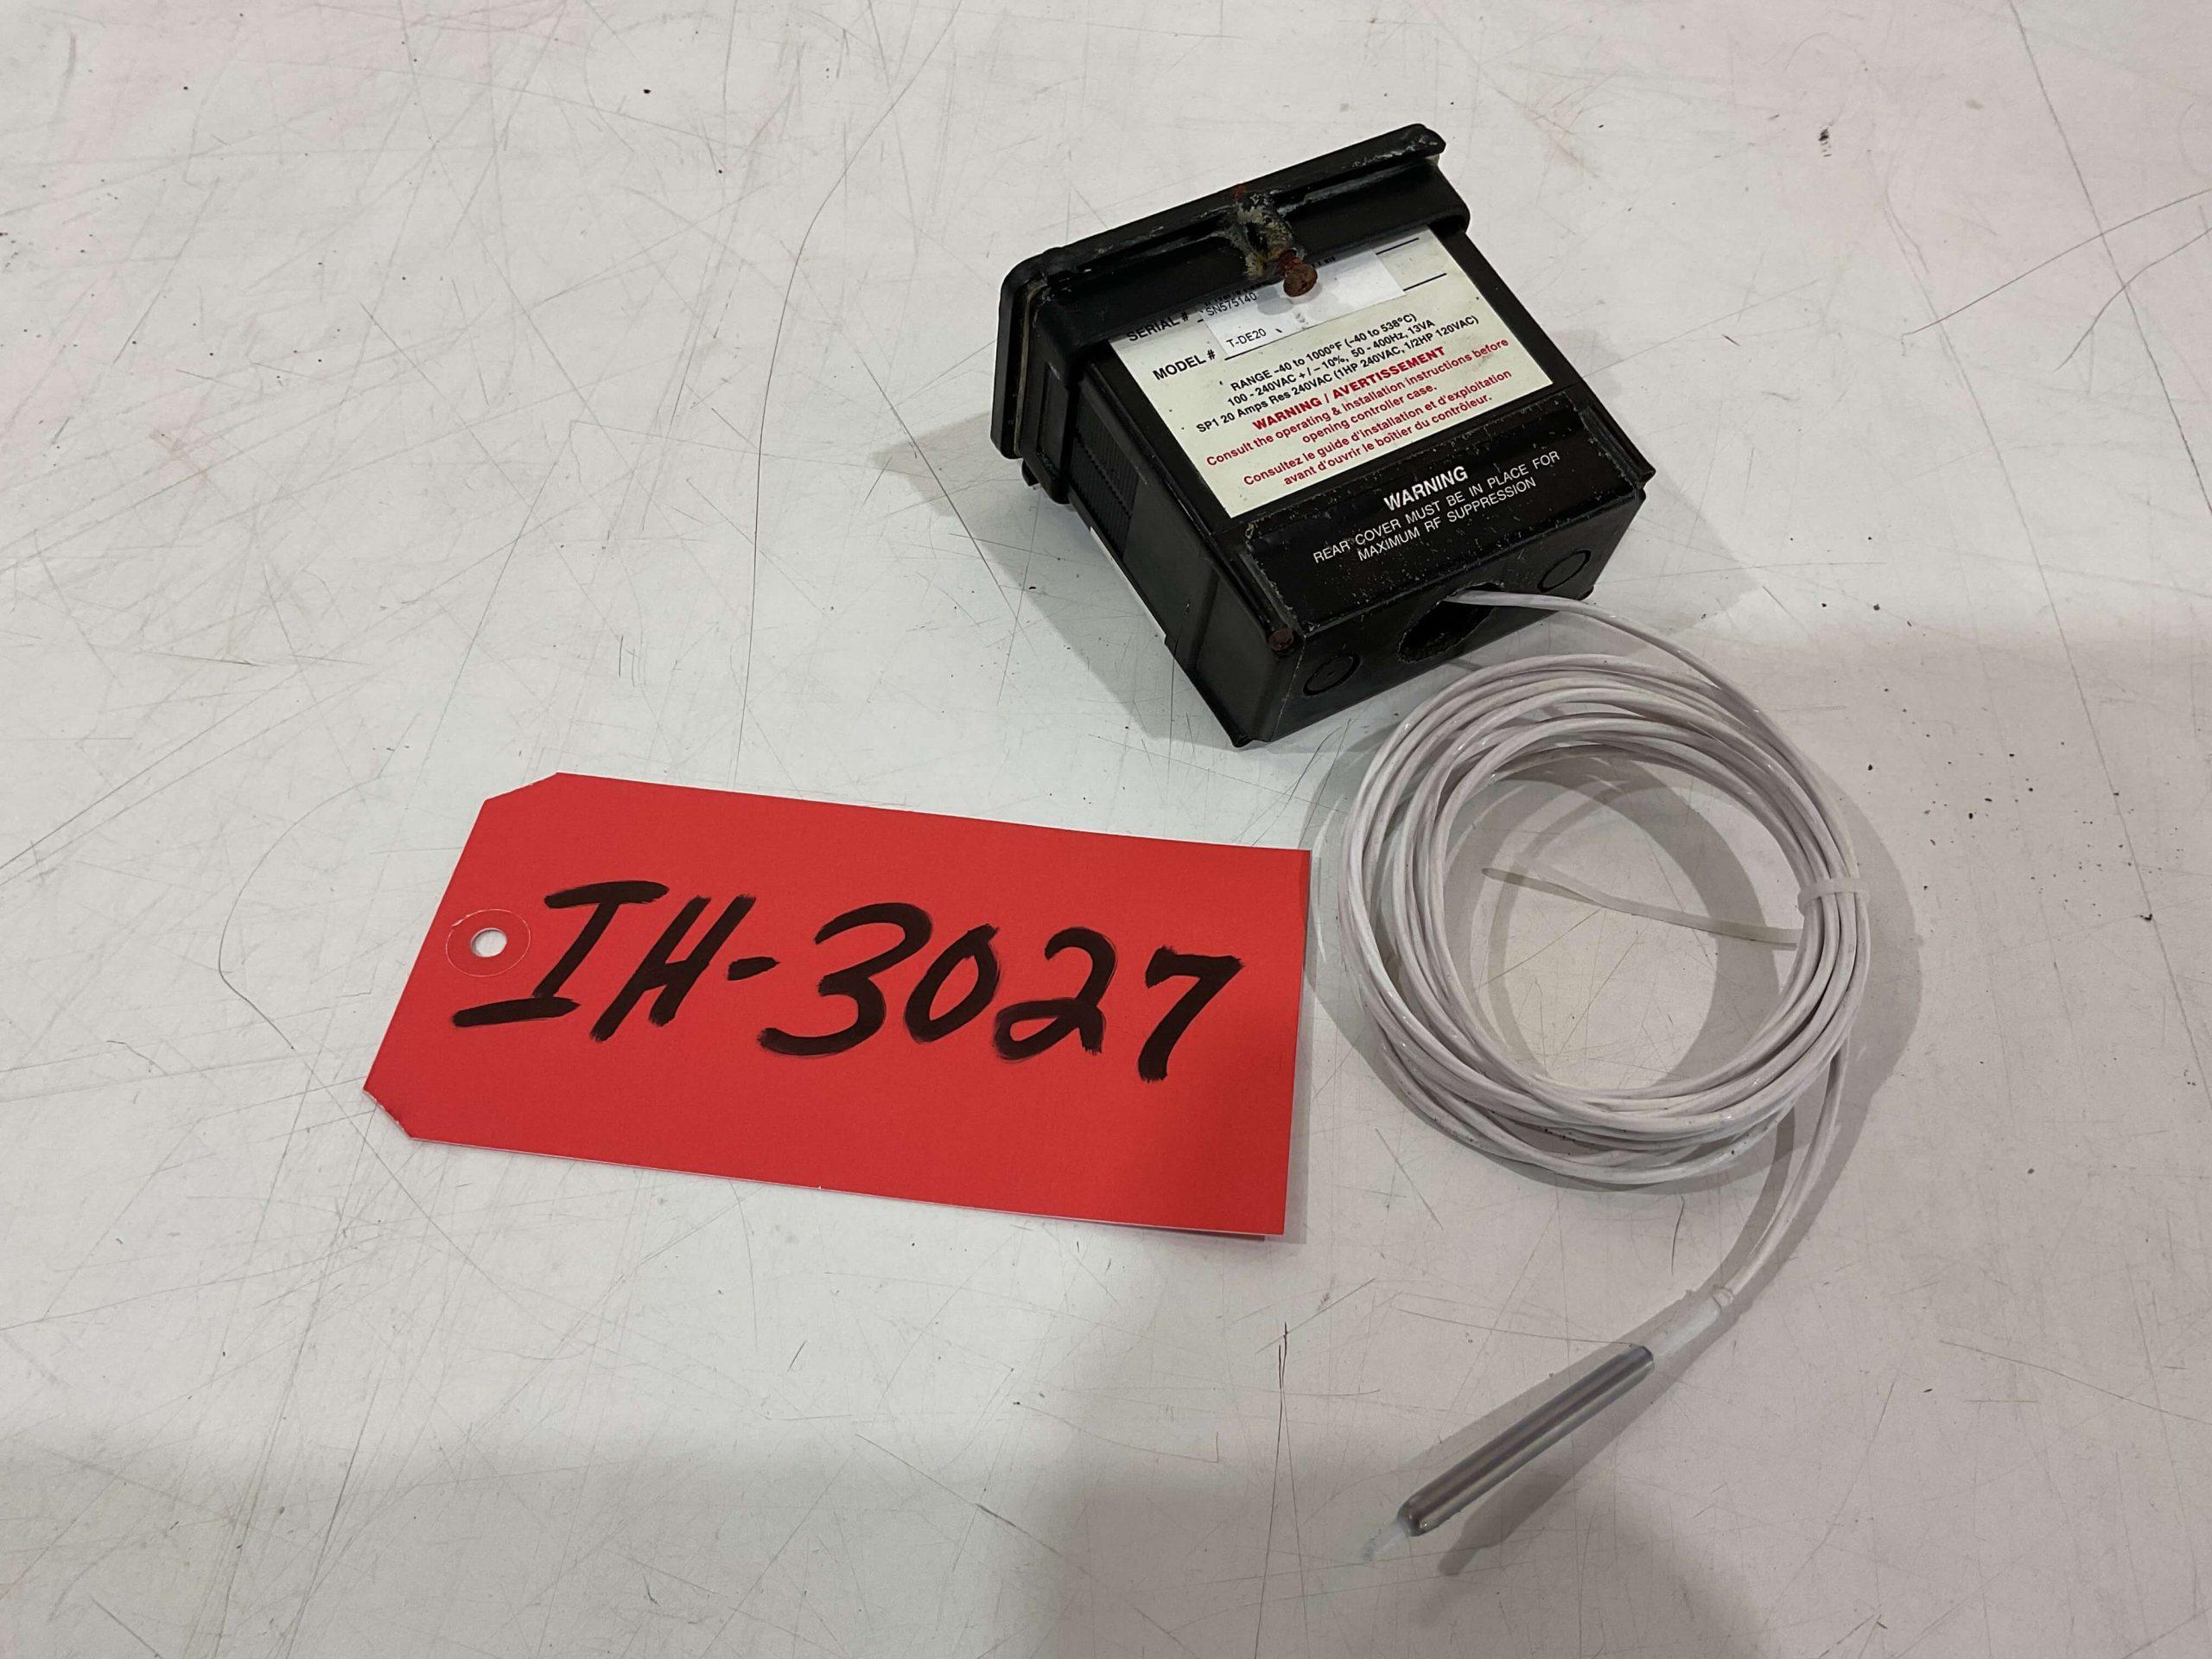 SERIAL # SN575140
MODEL # T-DE20
RANGE -40 to 1000°F (-40 to 538°C)
100 - 240VAC + / - 10%, 50 - 400Hz, 13VA
SP1 20 Amps Res 240VAC (1HP 240VAC, 1/2HP 120VAC)
WARNING / AVERTISSEMENT
Consult the operating & installation instructions before
opening controller case.
Consultez le guide d'installation et d'exploitation
avant d'ouvrir le boîtier du contrôleur.
WARNING
REAR COVER MUST BE IN PLACE FOR
MAXIMUM RF SUPPRESSION
IH-3027